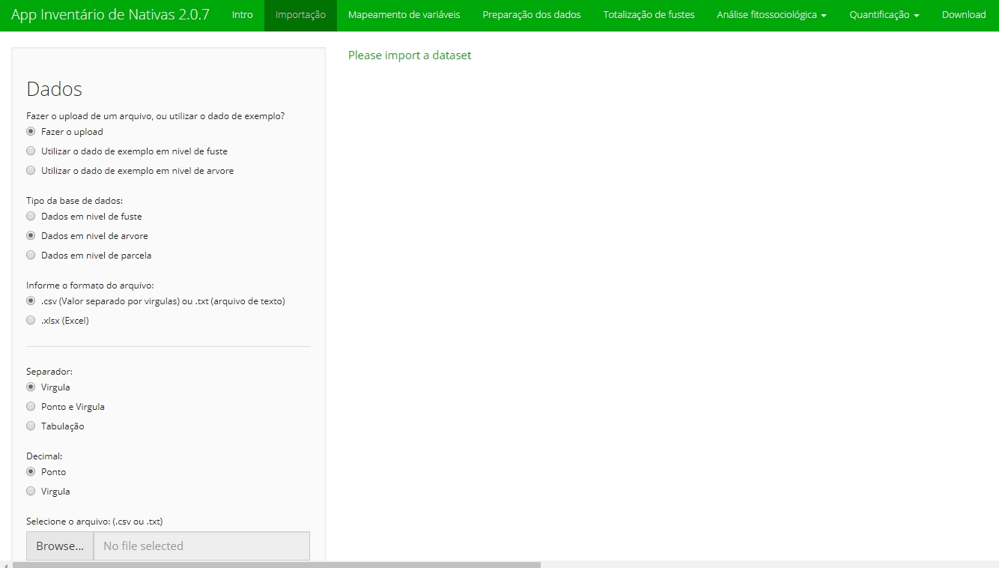 App Inventário de Nativas 2.0.7 Intro Importação Mapeamento de variáveis Preparação dos dados Totalização de fustes Análise fitossociológica Quantificação Download
Please import a dataset
Dados
Fazer o upload de um arquivo, ou utilizar o dado de exemplo?
Fazer o upload
Utilizar o dado de exemplo em nivel de fuste
Utilizar o dado de exemplo em nivel de arvore
Tipo da base de dados:
Dados em nivel de fuste
Dados em nivel de arvore
Dados em nivel de parcela
Informe o formato do arquivo:
.csv (Valor separado por virgulas) ou .txt (arquivo de texto)
.xlsx (Excel)
Separador:
Virgula
Ponto e Virgula
Tabulação
Decimal:
Ponto
Virgula
Selecione o arquivo: (.csv ou .txt)
Browse... No file selected